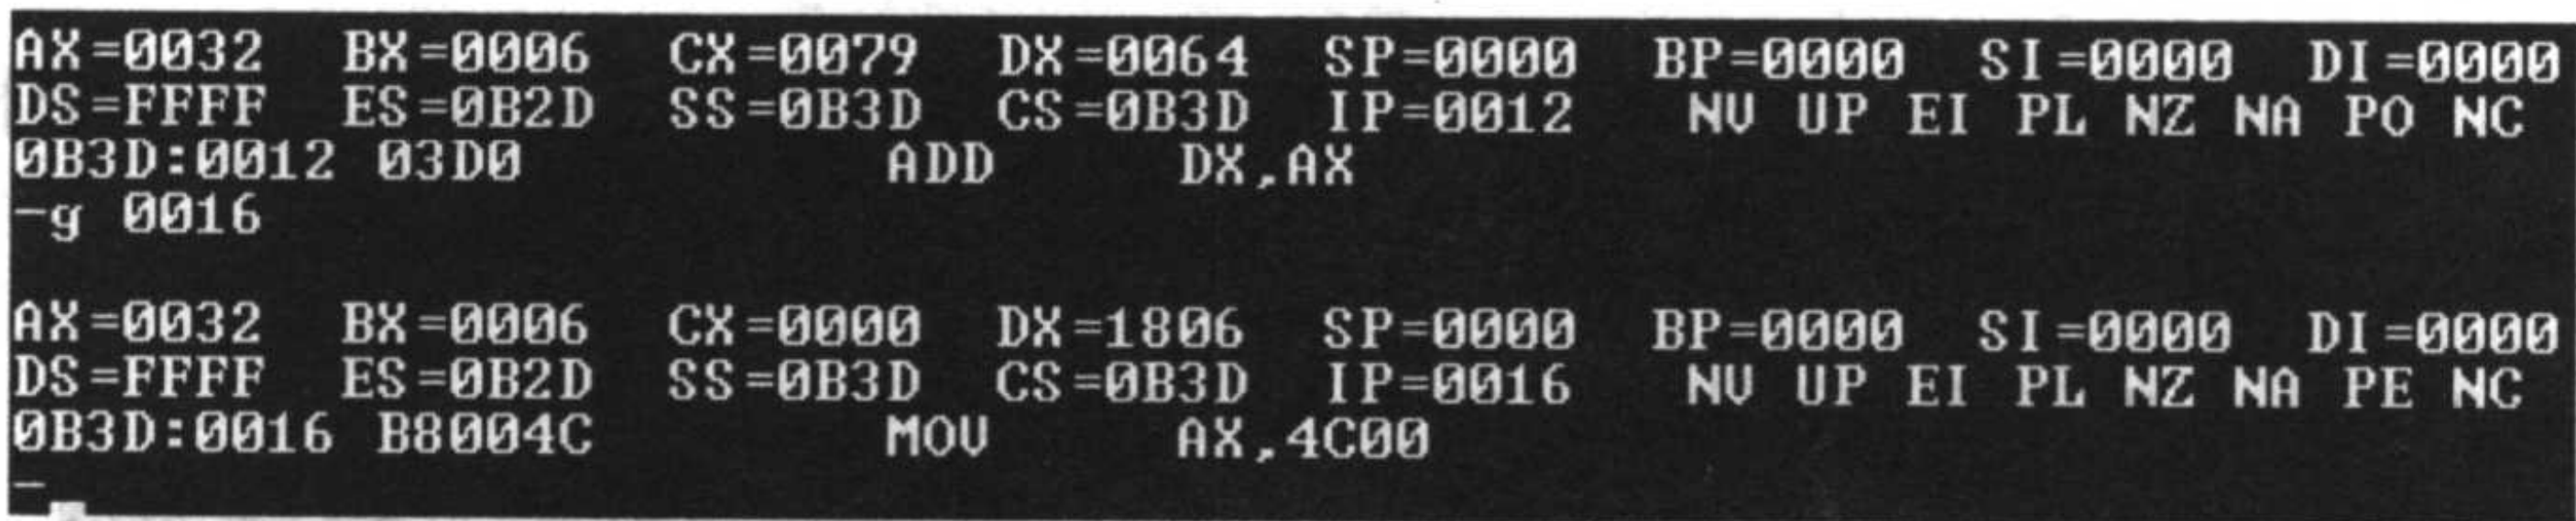 AX=0032  BX=0006  CX=0079  DX=0064  SP=0000  BP=0000  SI=0000  DI=0000
DS=FFFF  ES=0B2D  SS=0B3D  CS=0B3D  IP=0012   NV UP EI PL NZ NA PO NC
0B3D:0012 03D0          ADD     DX,AX
-g 0016
AX=0032  BX=0006  CX=0000  DX=1806  SP=0000  BP=0000  SI=0000  DI=0000
DS=FFFF  ES=0B2D  SS=0B3D  CS=0B3D  IP=0016   NV UP EI PL NZ NA PE NC
0B3D:0016 B8004C        MOV     AX,4C00
-